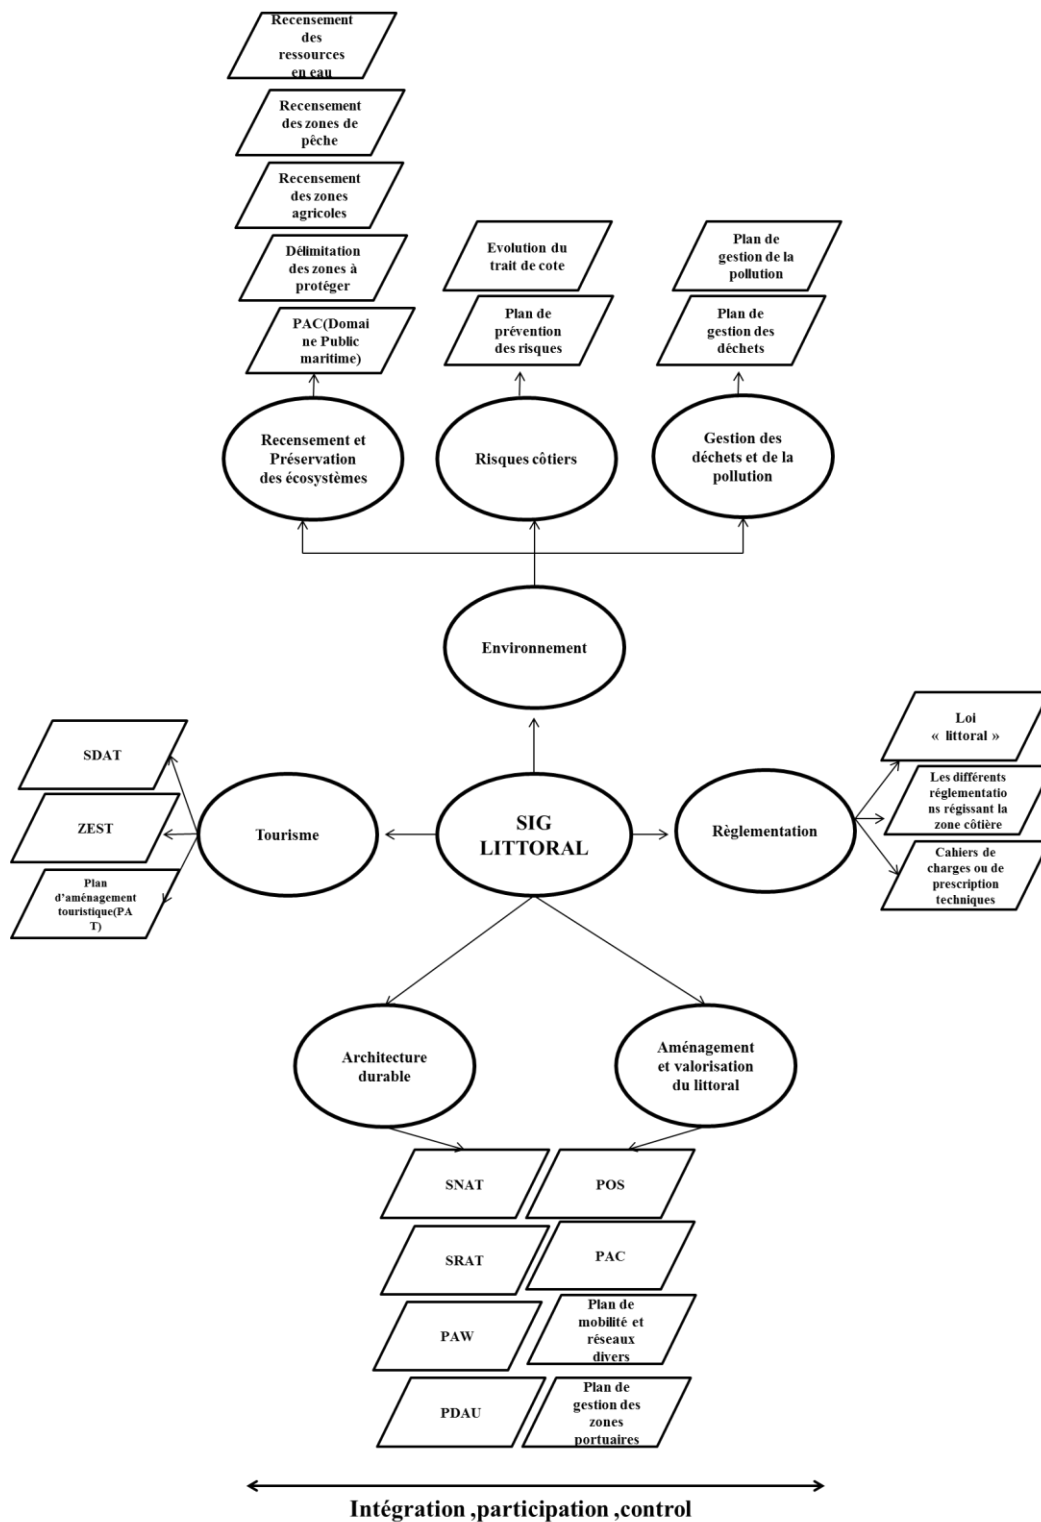 Recensement
des
ressources
en eau
Recensement
des zones de
pêche
Recensement
des zones
agricoles
Délimitation
des zones à
protéger
PAC(Domai
ne Public
maritime)
Evolution du
trait de cote
Plan de
prévention
des risques
Plan de
gestion de la
pollution
Plan de
gestion des
déchets
Recensement et
Préservation
des écosystèmes
Risques côtiers
Gestion des
déchets et de la
pollution
Environnement
SDAT
ZEST
Plan
d’aménagement
touristique(PA
T)
Tourisme
SIG
LITTORAL
Règlementation
Loi
« littoral »
Les différents
réglementatio
ns régissant la
zone côtière
Cahiers de
charges ou de
prescription
techniques
Architecture
durable
Aménagement
et valorisation
du littoral
SNAT
SRAT
PAW
PDAU
POS
PAC
Plan de
mobilité et
réseaux
divers
Plan de
gestion des
zones
portuaires
Intégration ,participation ,control